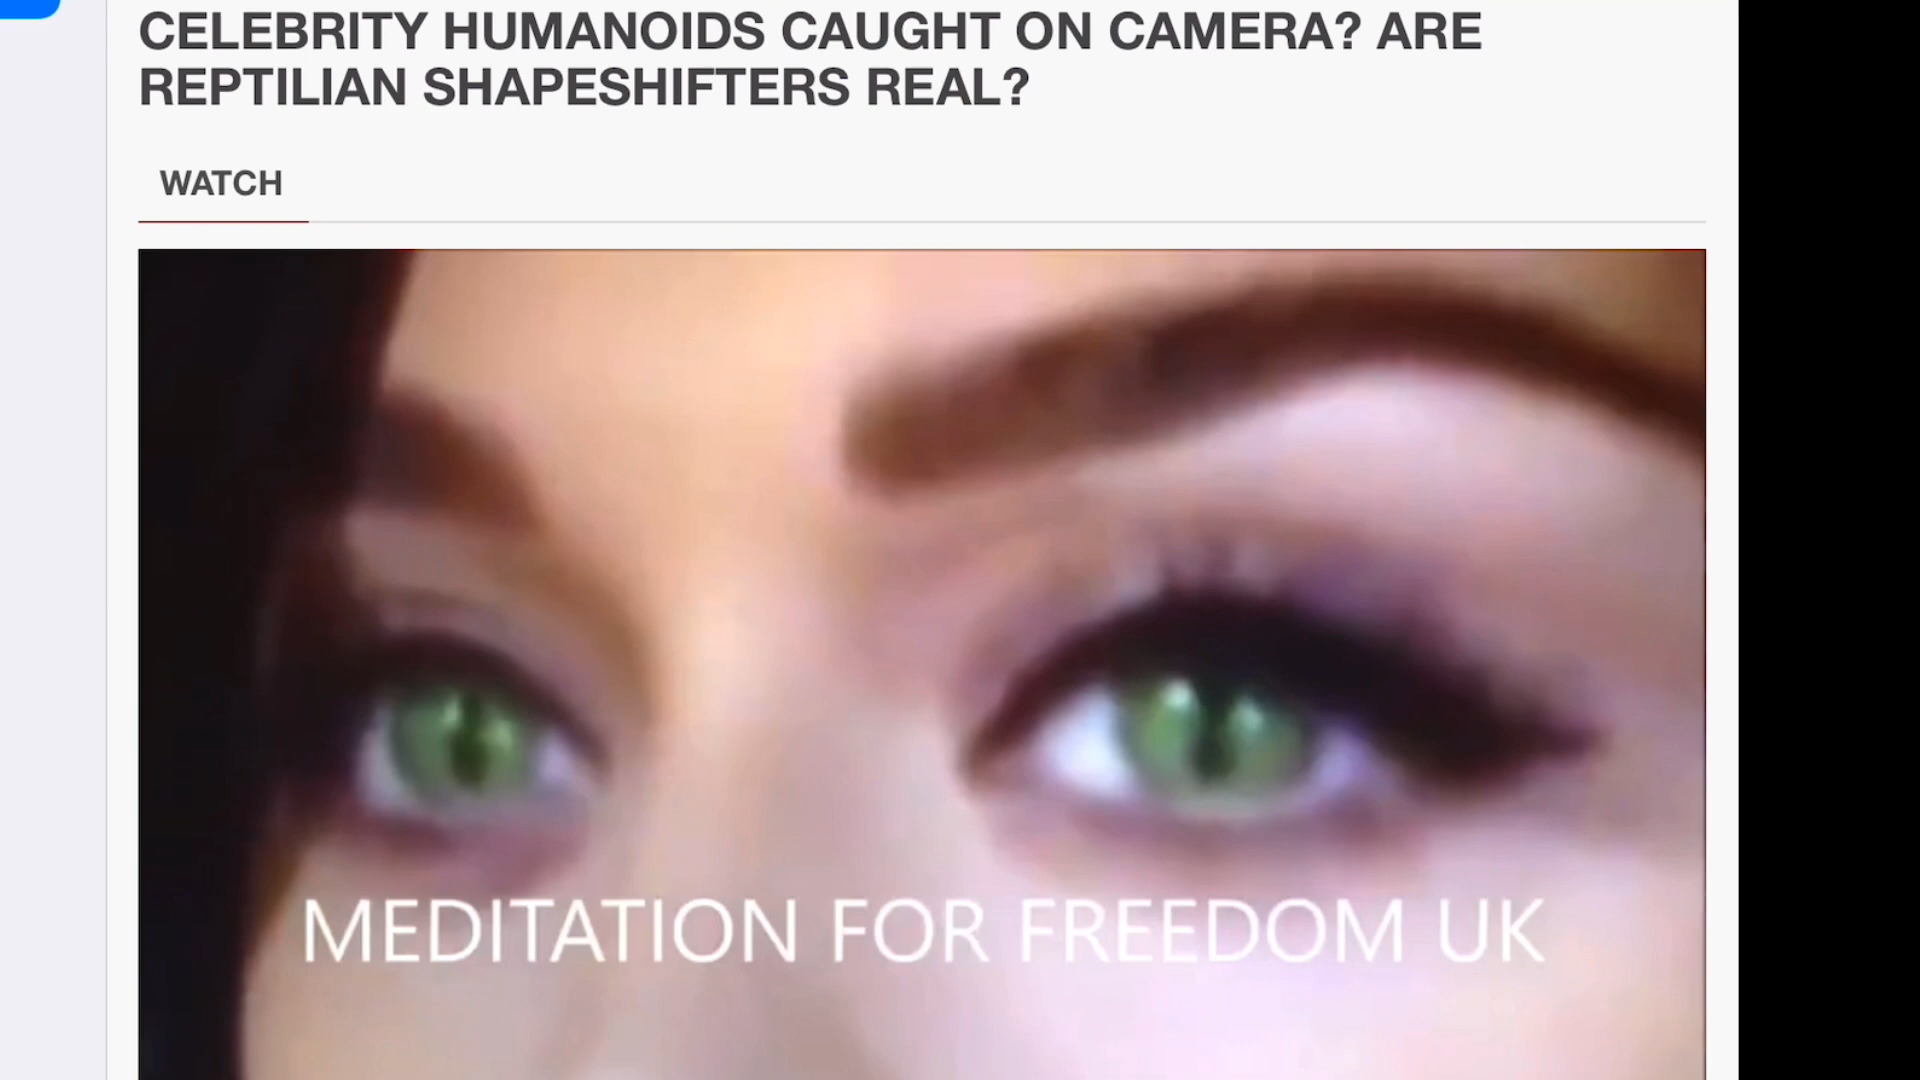 CELEBRITY HUMANOIDS CAUGHT ON CAMERA? ARE
REPTILIAN SHAPESHIFTERS REAL?
WATCH
MEDITATION FOR FREEDOM UK